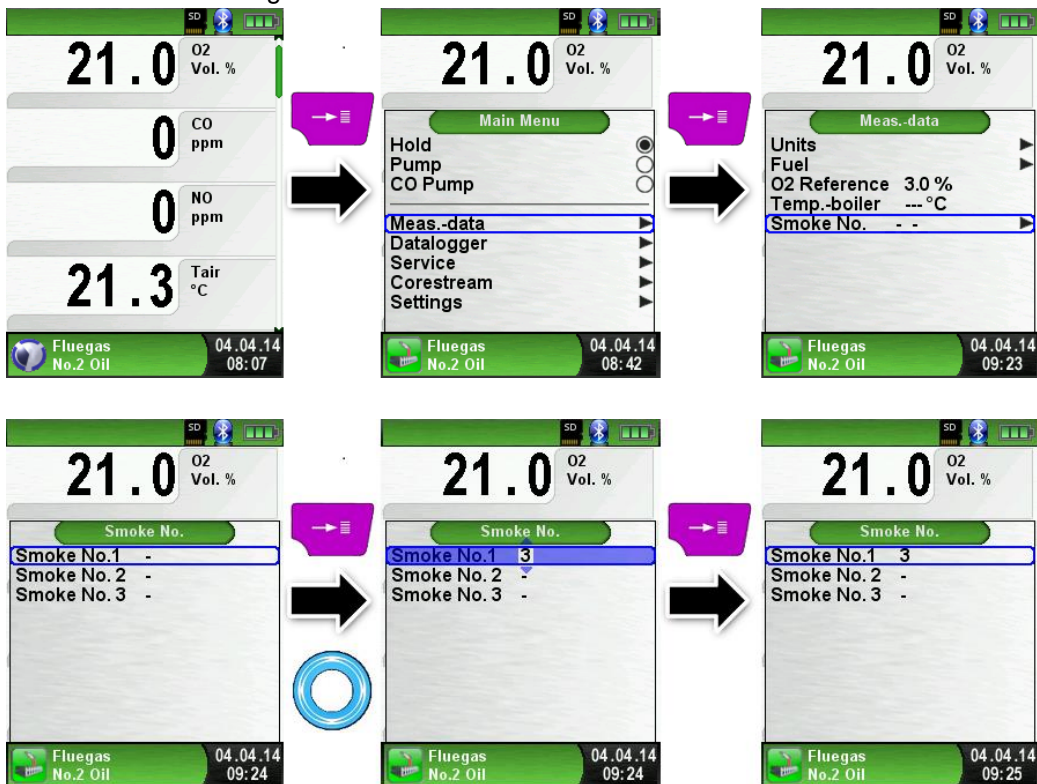 g
SD
21.0 O2 Vol. %
0 CO ppm
0 NO ppm
21.3 Tair °C
Fluegas 04.04.14
No.2 Oil 08:07
SD
21.0 O2 Vol. %
Main Menu
Hold
Pump
CO Pump
Meas.-data
Datalogger
Service
Corestream
Settings
Fluegas 04.04.14
No.2 Oil 08:42
SD
21.0 O2 Vol. %
Meas.-data
Units
Fuel
O2 Reference 3.0 %
Temp.-boiler --- °C
Smoke No. - -
Fluegas 04.04.14
No.2 Oil 09:23
SD
21.0 O2 Vol. %
Smoke No.
Smoke No.1 -
Smoke No. 2 -
Smoke No. 3 -
Fluegas 04.04.14
No.2 Oil 09:24
SD
21.0 O2 Vol. %
Smoke No.
Smoke No.1 3
Smoke No. 2 -
Smoke No. 3 -
Fluegas 04.04.14
No.2 Oil 09:24
SD
21.0 O2 Vol. %
Smoke No.
Smoke No.1 3
Smoke No. 2 -
Smoke No. 3 -
Fluegas 04.04.14
No.2 Oil 09:25